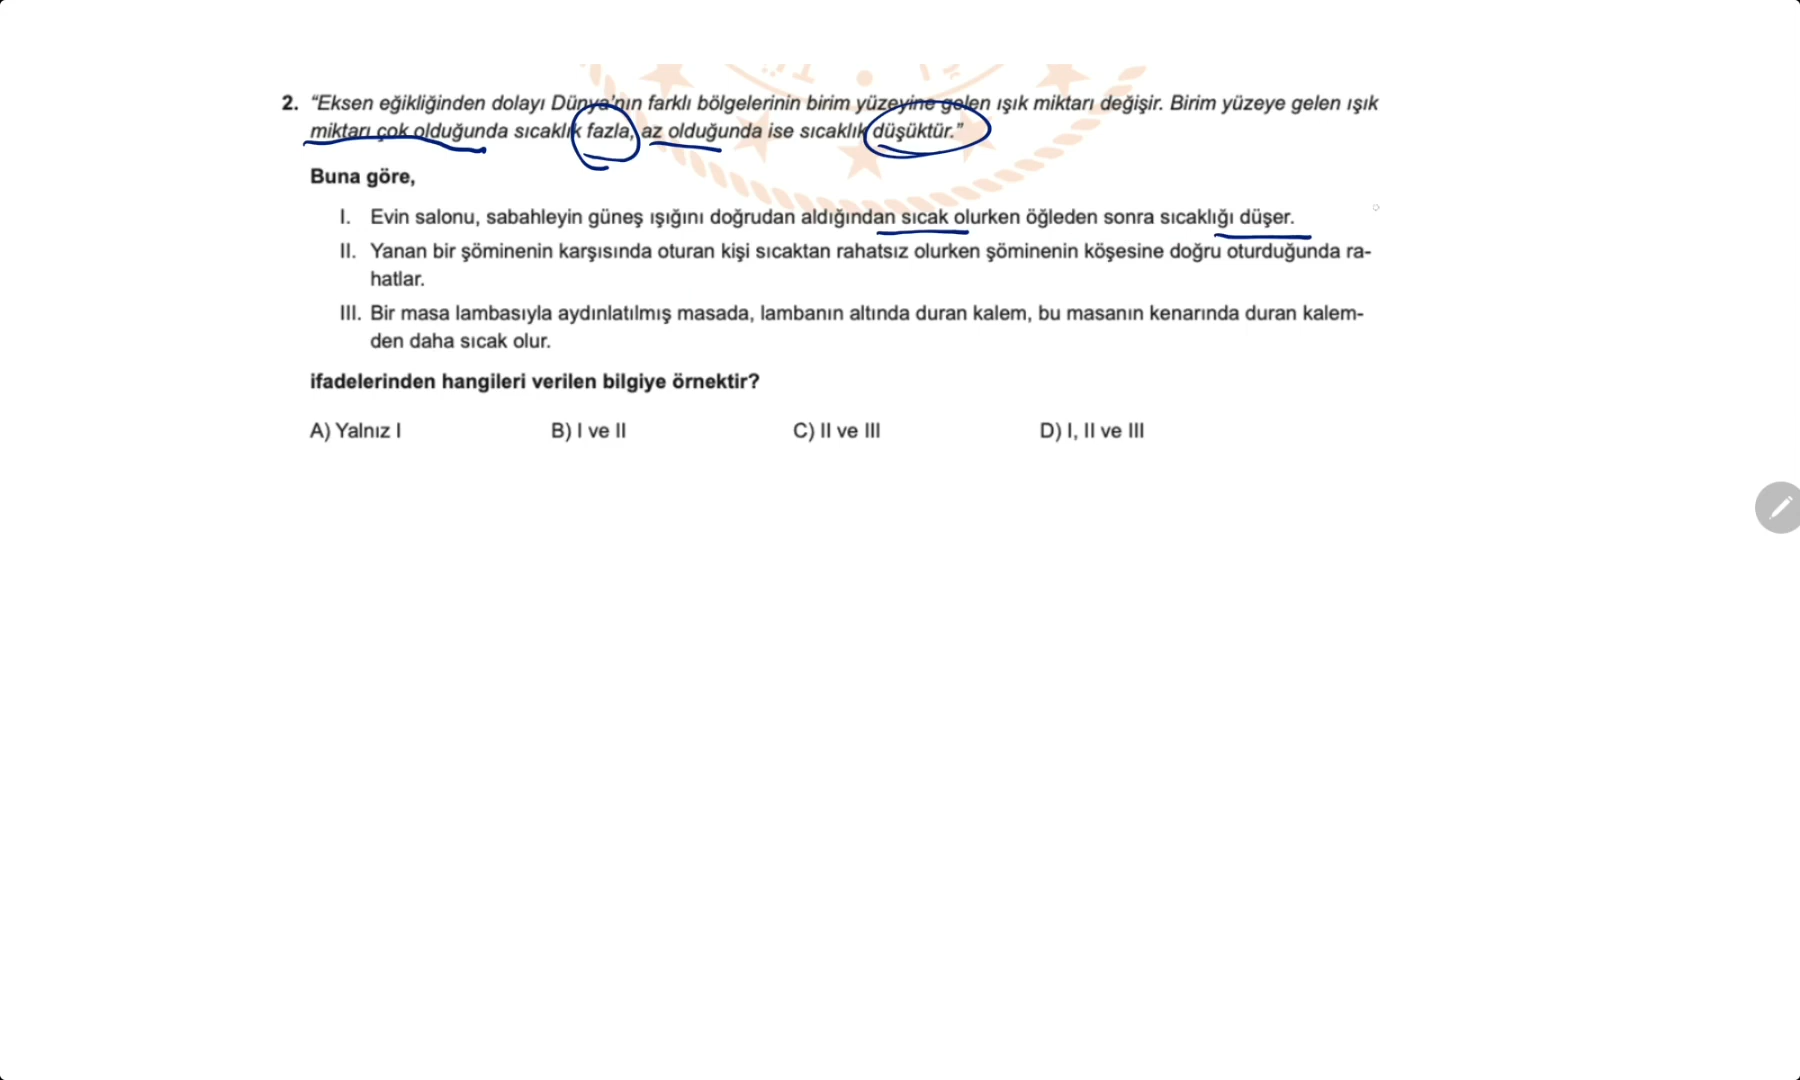 2. “Eksen eğikliğinden dolayı Dünya’nın farklı bölgelerinin birim yüzeyine gelen ışık miktarı değişir. Birim yüzeye gelen ışık
miktarı çok olduğunda sıcaklık fazla, az olduğunda ise sıcaklık düşüktür.”
Buna göre,
I. Evin salonu, sabahleyin güneş ışığını doğrudan aldığından sıcak olurken öğleden sonra sıcaklığı düşer.
II. Yanan bir şöminenin karşısında oturan kişi sıcaktan rahatsız olurken şöminenin köşesine doğru oturduğunda ra-
hatlar.
III. Bir masa lambasıyla aydınlatılmış masada, lambanın altında duran kalem, bu masanın kenarında duran kalem-
den daha sıcak olur.
ifadelerinden hangileri verilen bilgiye örnektir?
A) Yalnız I B) I ve II C) II ve III D) I, II ve III